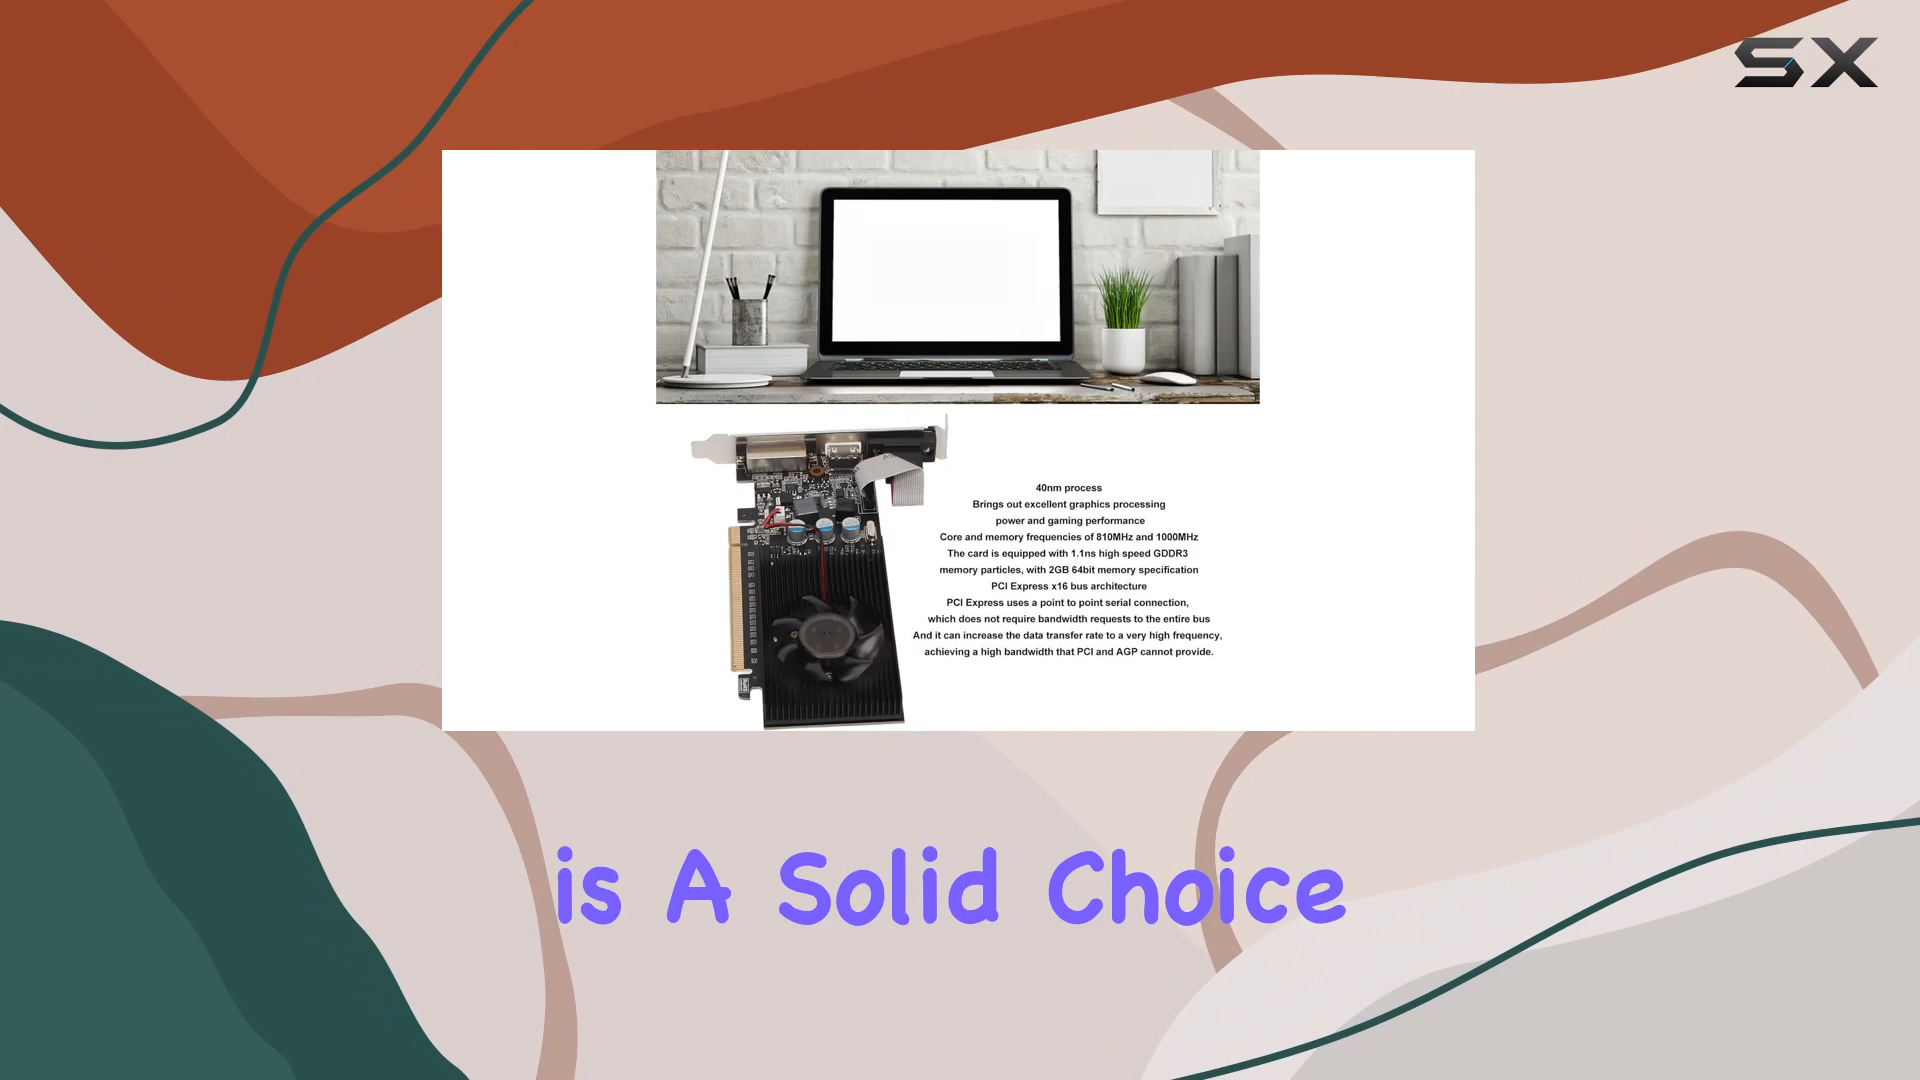 SX
40nm process
Brings out excellent graphics processing
power and gaming performance
Core and memory frequencies of 810MHz and 1000MHz
The card is equipped with 1.1ns high speed GDDR3
memory particles, with 2GB 64bit memory specification
PCI Express x16 bus architecture
PCI Express uses a point to point serial connection,
which does not require bandwidth requests to the entire bus
And it can increase the data transfer rate to a very high frequency,
achieving a high bandwidth that PCI and AGP cannot provide.
is A Solid Choice